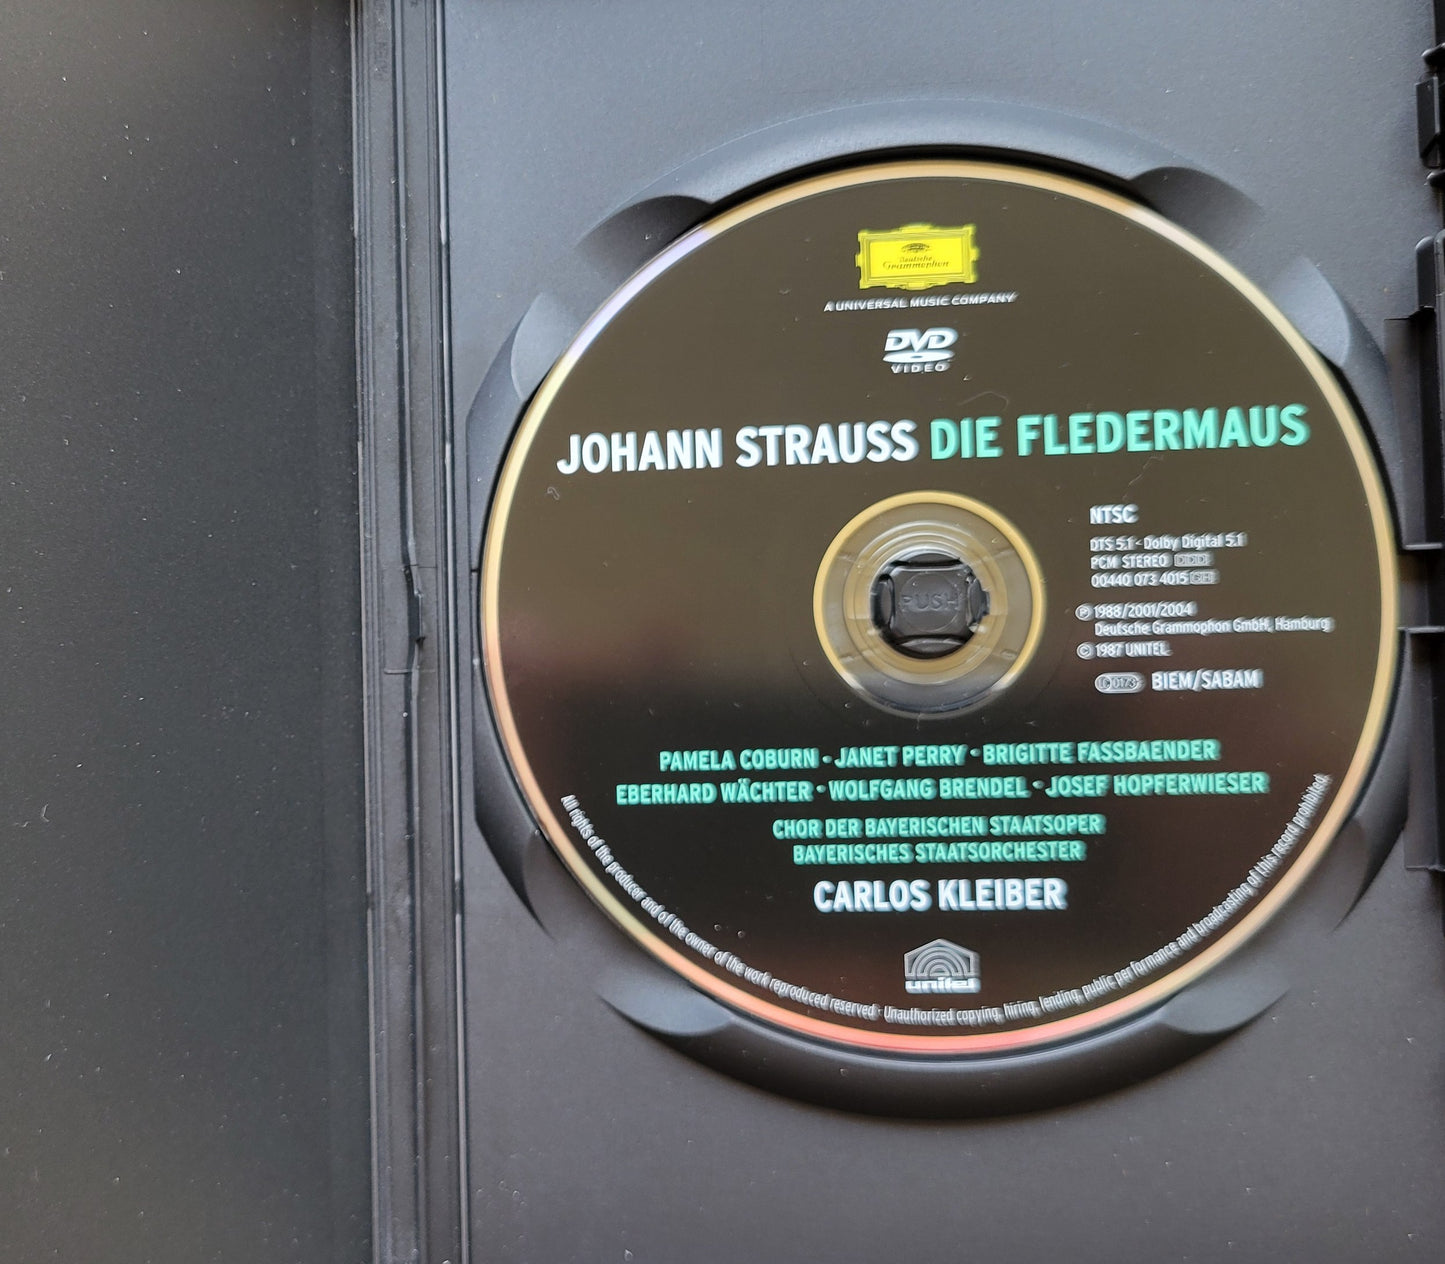 Deutsche
Grammophon
A UNIVERSAL MUSIC COMPANY
DVD
VIDEO
JOHANN STRAUSS DIE FLEDERMAUS
NTSC
DTS 5.1 · Dolby Digital 5.1
PCM STEREO DDD
00440 073 4015 GH
℗ 1988/2001/2004
Deutsche Grammophon GmbH, Hamburg
© 1987 UNITEL
LC 0173 BIEM/SABAM
PUSH
PAMELA COBURN · JANET PERRY · BRIGITTE FASSBAENDER
EBERHARD WÄCHTER · WOLFGANG BRENDEL · JOSEF HOPFERWIESER
CHOR DER BAYERISCHEN STAATSOPER
BAYERISCHES STAATSORCHESTER
CARLOS KLEIBER
unitel
All rights of the producer and of the owner of the work reproduced reserved · Unauthorized copying, hiring, lending, public performance and broadcasting of this record prohibited